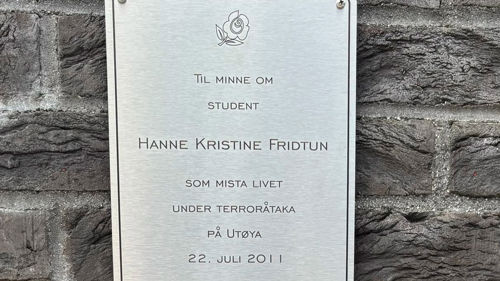 Til minne om
student
Hanne Kristine Fridtun
som mista livet
under terroråtaka
på Utøya
22. juli 2011